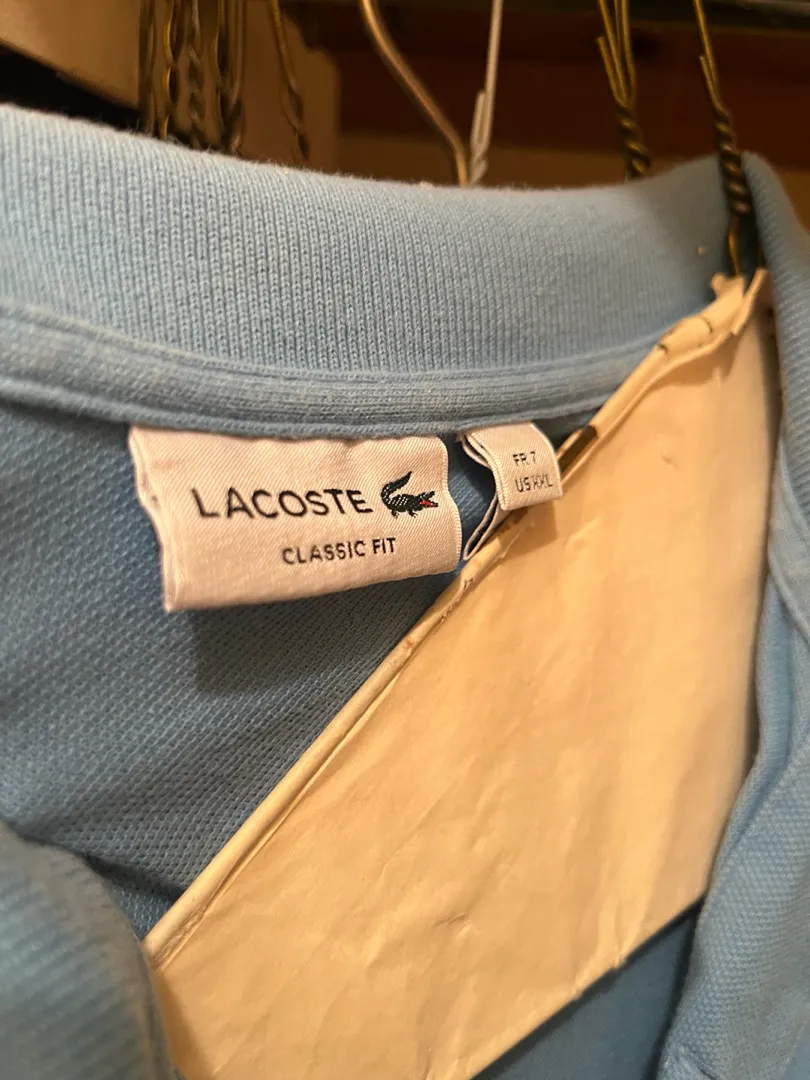 LACOSTE
CLASSIC FIT
FR 7
US XXL